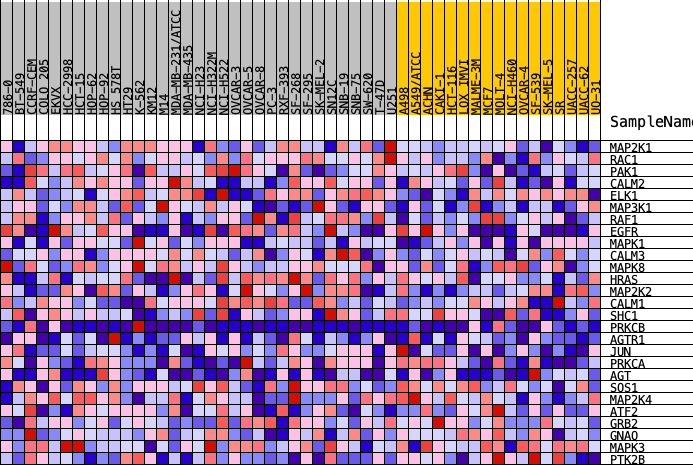 786-0
BT-549
CCRF-CEM
COLO 205
EKVX
HCC-2998
HCT-15
HOP-62
HOP-92
HS 578T
HT29
K-562
KM12
M14
MDA-MB-231/ATCC
MDA-MB-435
NCI-H23
NCI-H322M
NCI-H522
OVCAR-3
OVCAR-5
OVCAR-8
PC-3
RXF-393
SF-268
SF-295
SK-MEL-2
SN12C
SNB-19
SNB-75
SW-620
T-47D
U251
A498
A549/ATCC
ACHN
CAKI-1
HCT-116
LOX IMVI
MALME-3M
MCF7
MOLT-4
NCI-H460
OVCAR-4
SF-539
SK-MEL-5
SR
UACC-257
UACC-62
UO-31
SampleName
MAP2K1
RAC1
PAK1
CALM2
ELK1
MAP3K1
RAF1
EGFR
MAPK1
CALM3
MAPK8
HRAS
MAP2K2
CALM1
SHC1
PRKCB
AGTR1
JUN
PRKCA
AGT
SOS1
MAP2K4
ATF2
GRB2
GNAQ
MAPK3
PTK2B